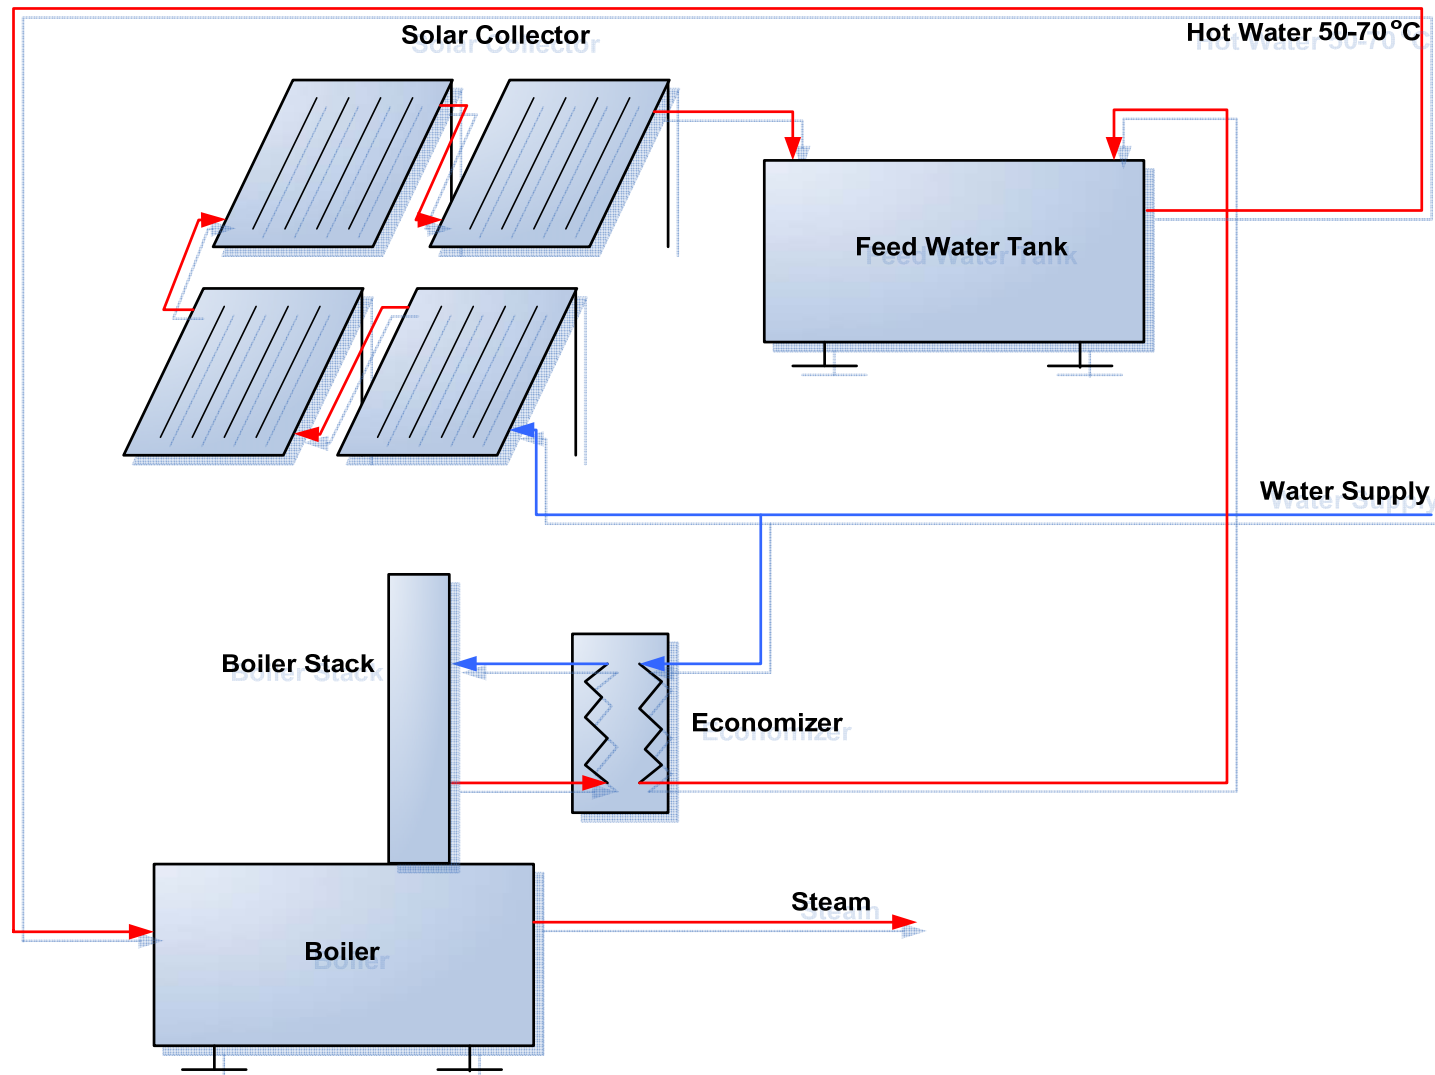 Solar Collector
Hot Water 50-70°C
Feed Water Tank
Water Supply
Boiler Stack
Economizer
Steam
Boiler